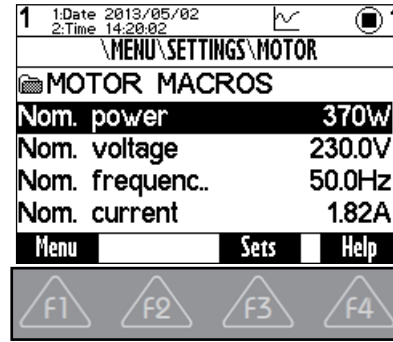 1 1:Date 2013/05/02
2:Time 14:20:02
\MENU\SETTINGS\MOTOR
MOTOR MACROS
Nom. power 370W
Nom. voltage 230.0V
Nom. frequenc.. 50.0Hz
Nom. current 1.82A
Menu Sets Help
F1 F2 F3 F4